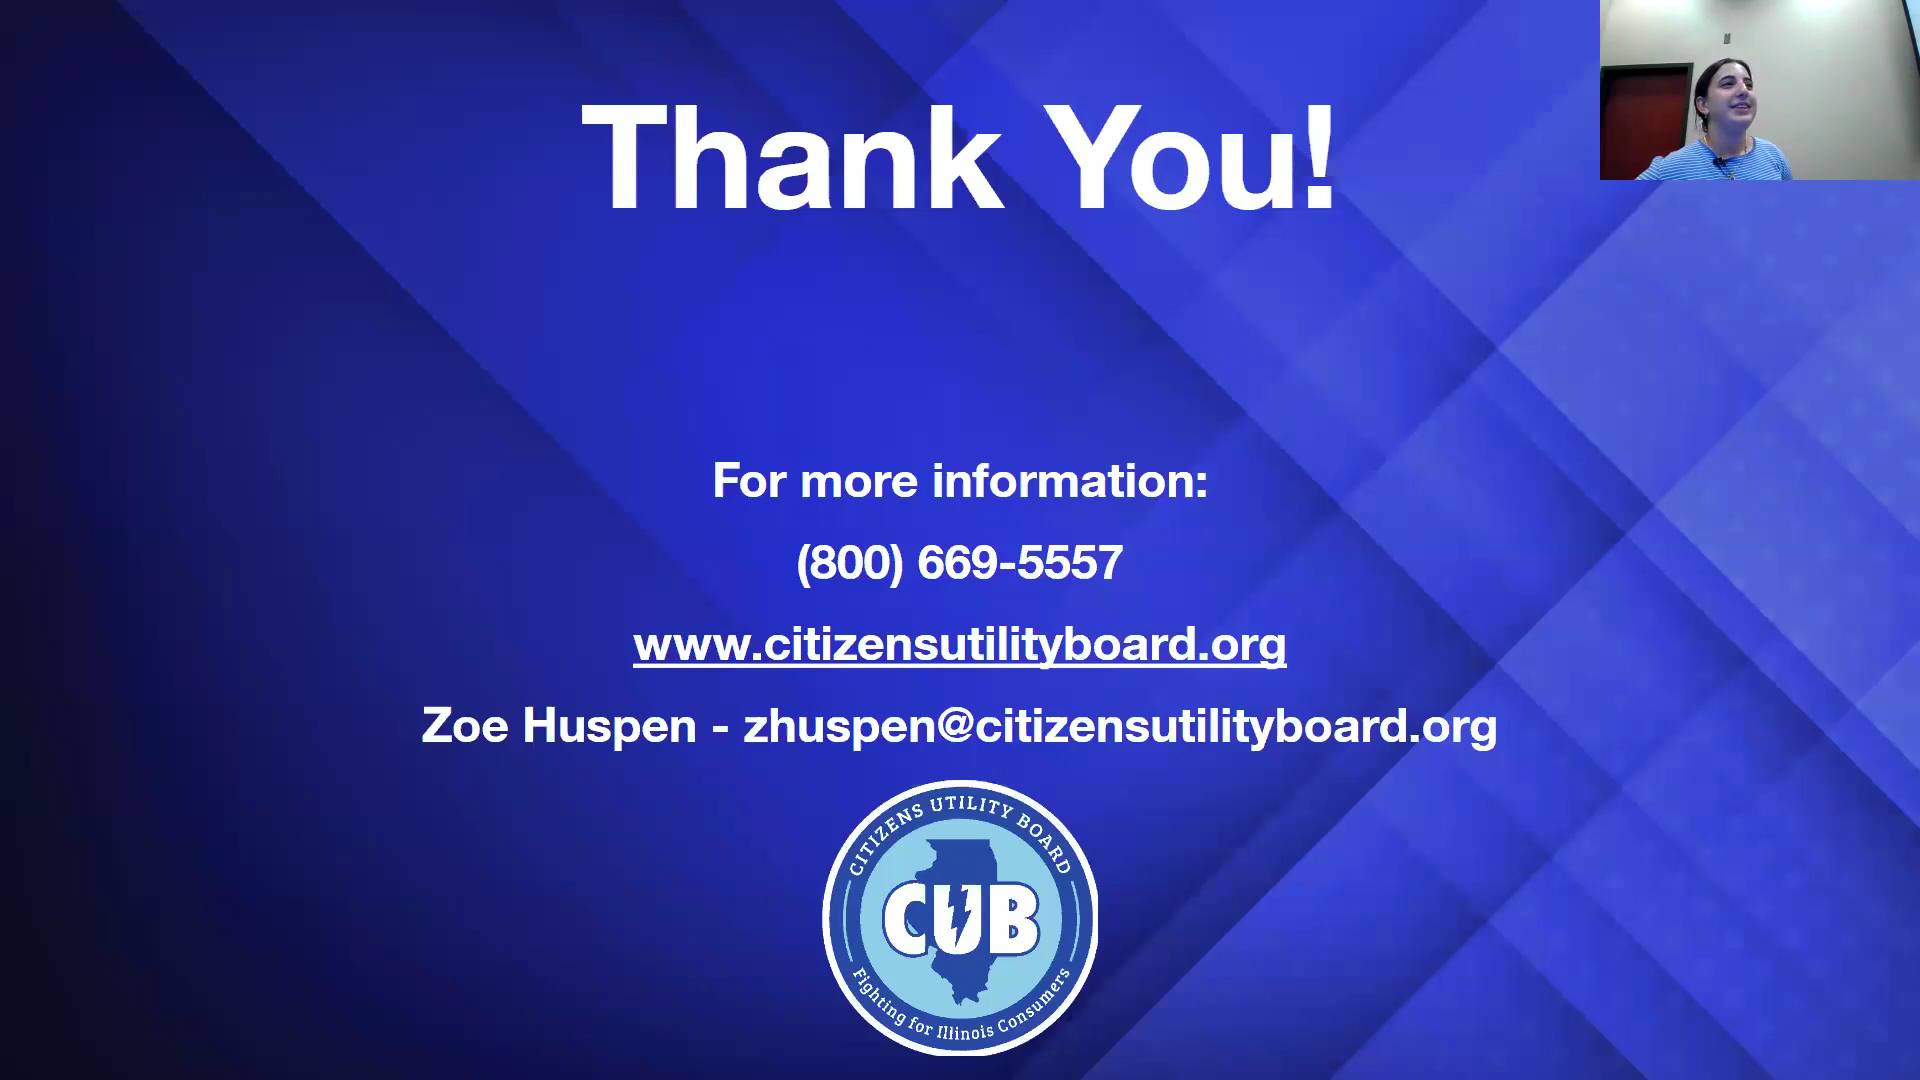 Thank You!
For more information:
(800) 669-5557
www.citizensutilityboard.org
Zoe Huspen - zhuspen@citizensutilityboard.org
CITIZENS UTILITY BOARD
CUB
Fighting for Illinois Consumers